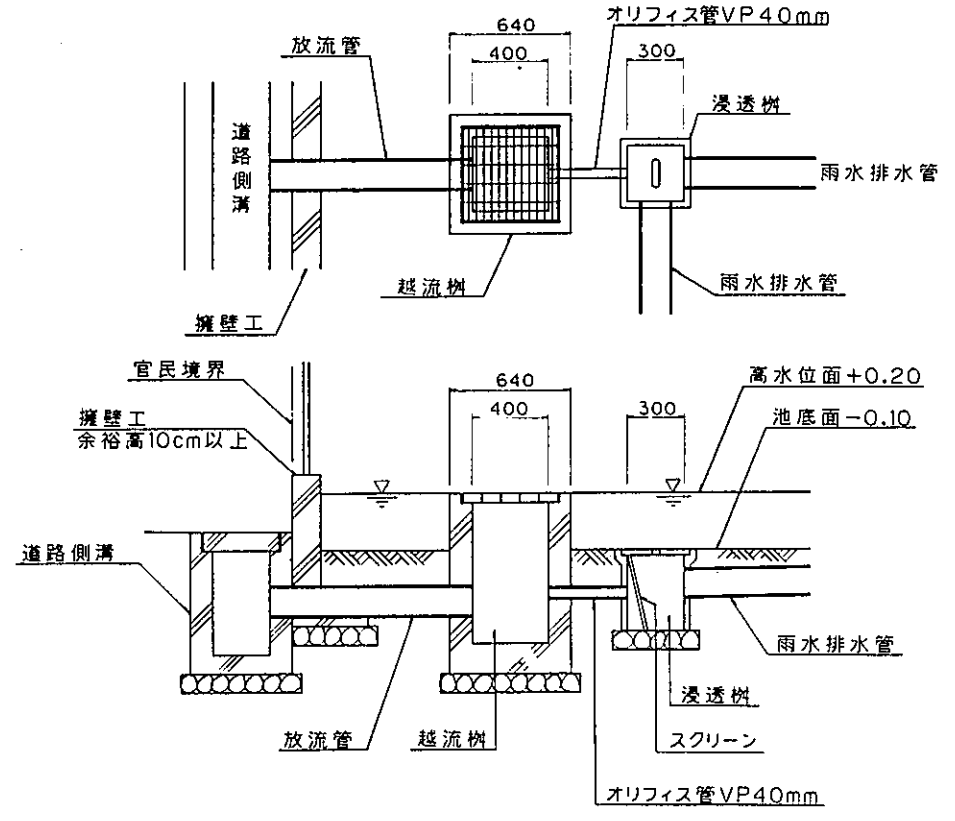 オリフィス管VP40mm
640
放流管
400
300
浸透桝
道路側溝
雨水排水管
越流桝
雨水排水管
擁壁工
官民境界
640
高水位面+0.20
擁壁工
400
300
池底面-0.10
余裕高10cm以上
道路側溝
雨水排水管
浸透桝
放流管
越流桝
スクリーン
オリフィス管VP40mm